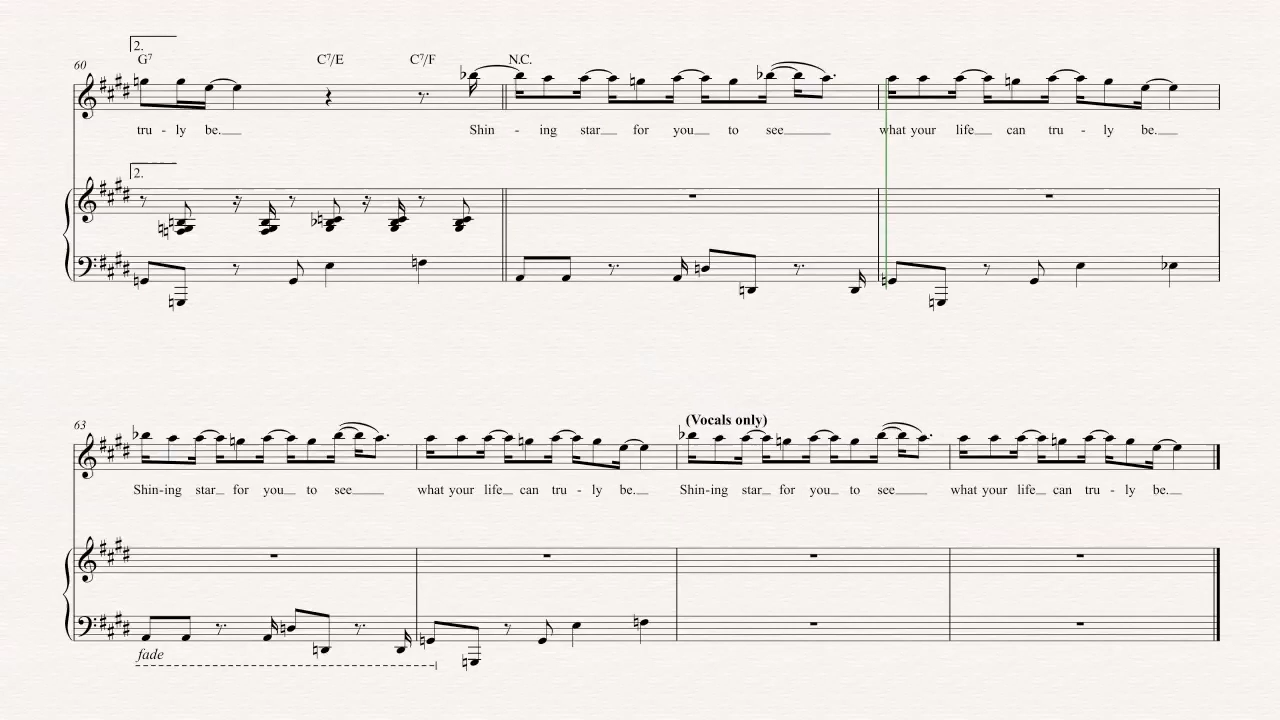 2.
60 G⁷ C⁷/E C⁷/F N.C.
tru - ly be. Shin - ing star for you to see what your life can tru - ly be.
2.
(Vocals only)
63
Shin-ing star for you to see what your life can tru - ly be. Shin-ing star for you to see what your life can tru - ly be.
fade